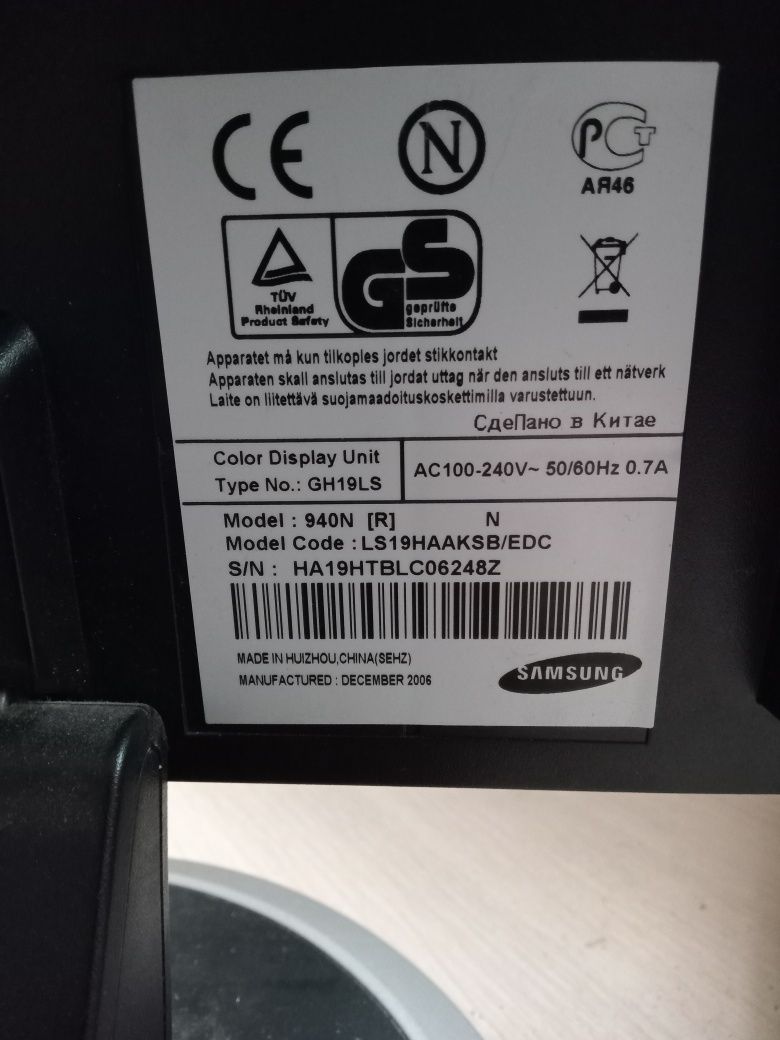 CE
N
РСТ
АЯ46
TÜV
Rheinland
Product Safety
GS
geprüfte
Sicherheit
Apparatet må kun tilkoples jordet stikkontakt
Apparaten skall anslutas till jordat uttag när den ansluts till ett nätverk
Laite on liitettävä suojamaadoituskoskettimilla varustettuun.
СдеПано в Китае
Color Display Unit
Type No.: GH19LS
AC100-240V~ 50/60Hz 0.7A
Model : 940N [R] N
Model Code : LS19HAAKSB/EDC
S/N : HA19HTBLC06248Z
MADE IN HUIZHOU,CHINA(SEHZ)
MANUFACTURED : DECEMBER 2006
SAMSUNG